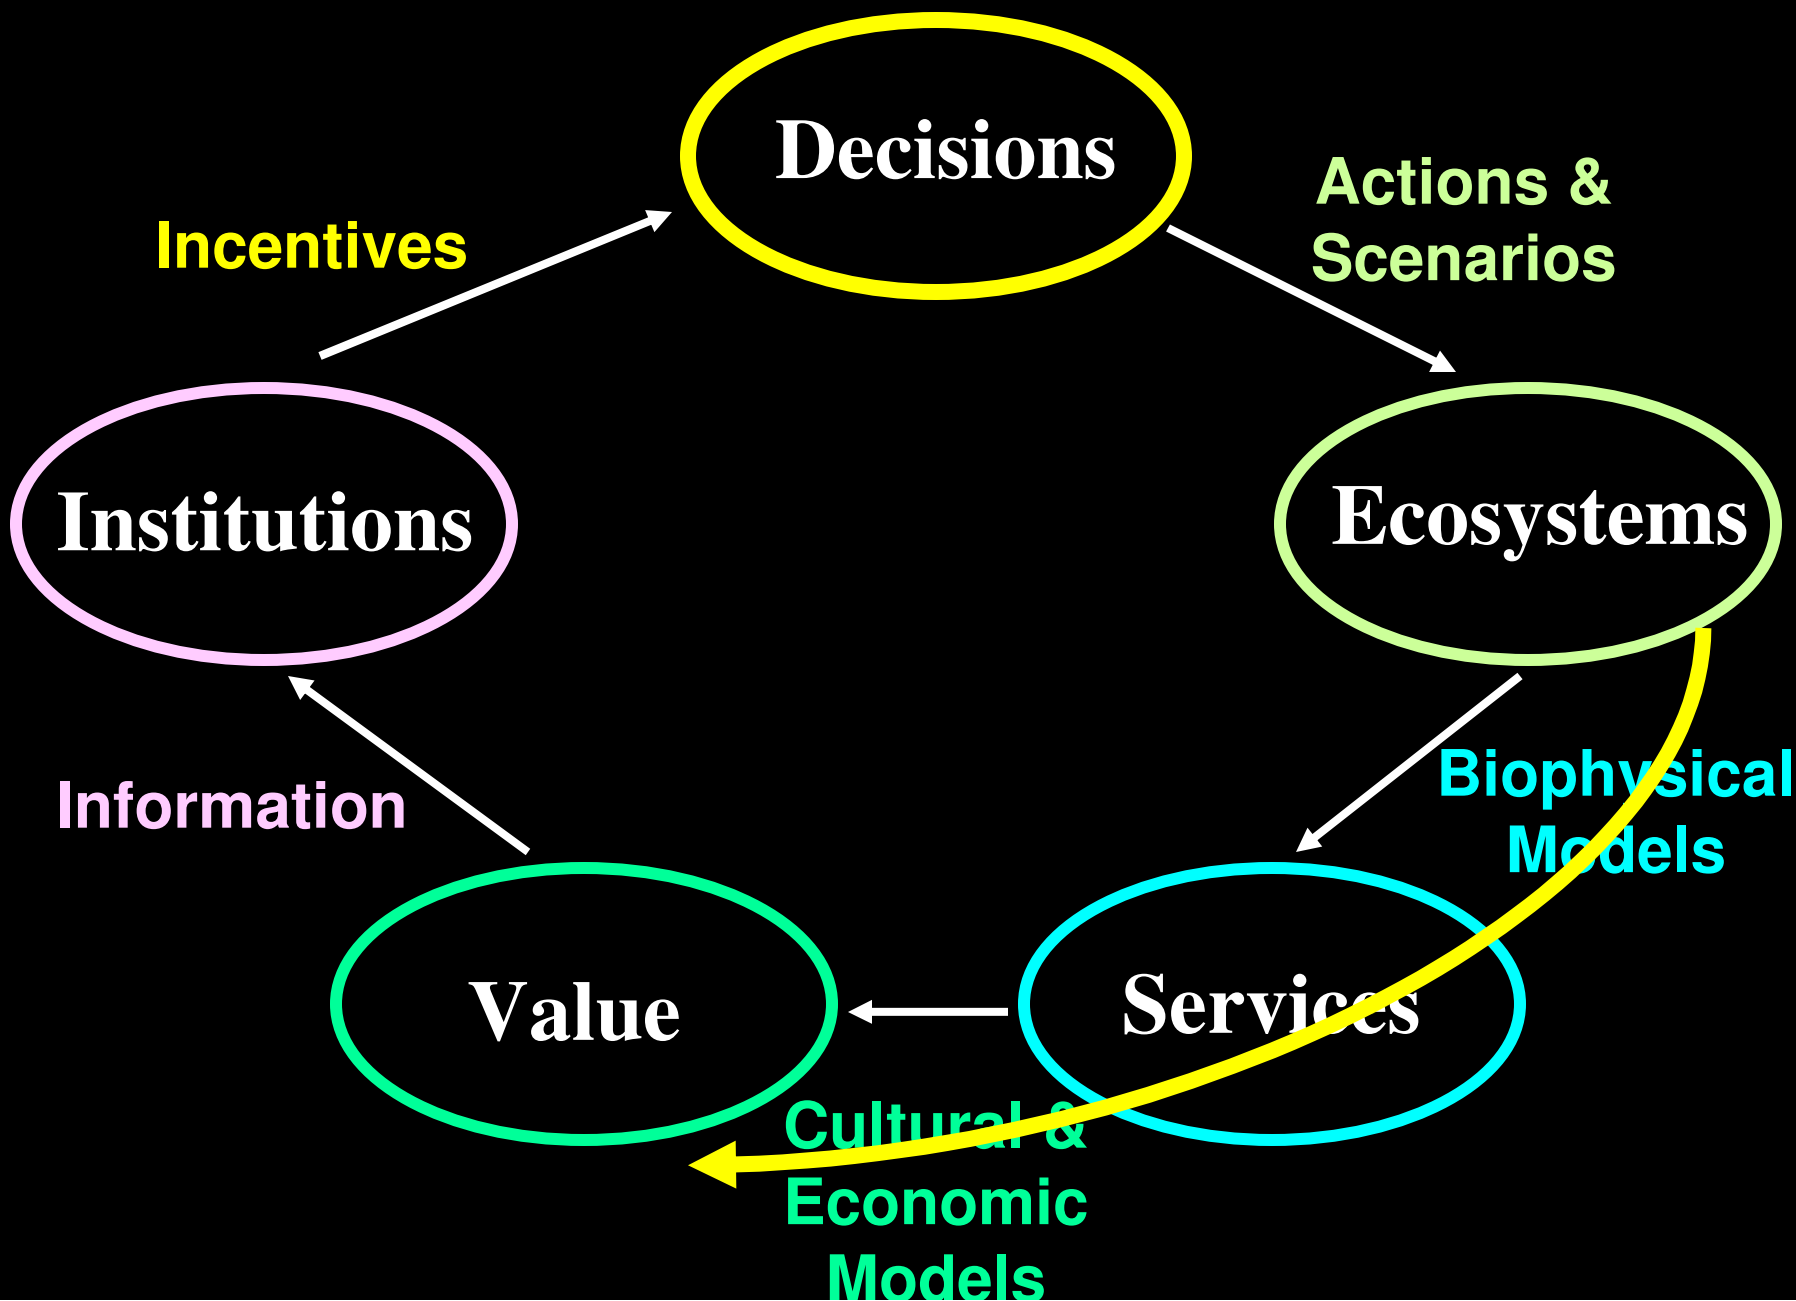 Decisions
Actions &
Scenarios
Incentives
Institutions
Ecosystems
Biophysical
Models
Information
Value
Services
Cultural &
Economic
Models